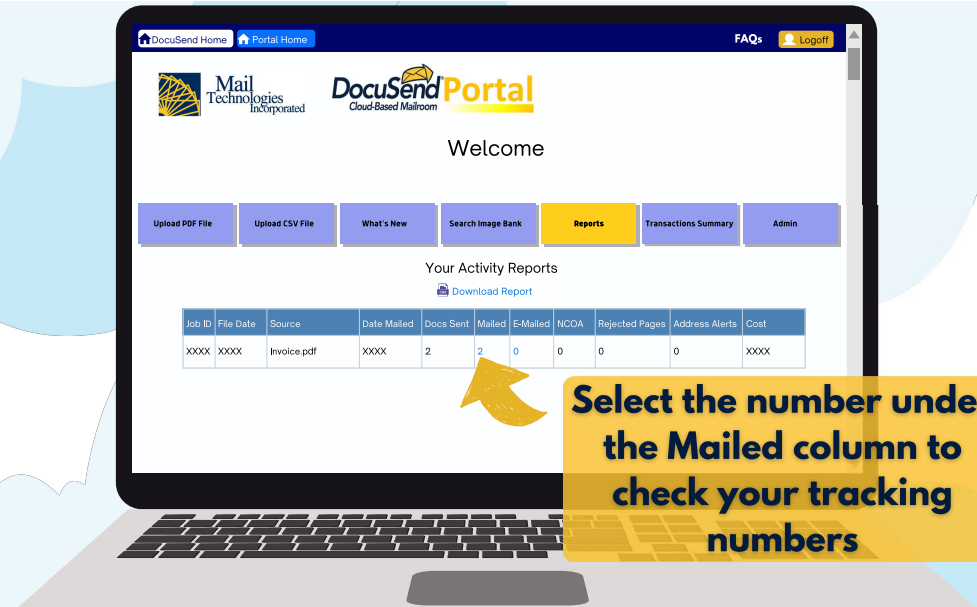 DocuSend Home Portal Home FAQs Logoff
Mail
Technologies
Incorporated
DocuSend Portal
Cloud-Based Mailroom
Welcome
Upload PDF File Upload CSV File What's New Search Image Bank Reports Transactions Summary Admin
Your Activity Reports
Download Report
Job ID File Date Source Date Mailed Docs Sent Mailed E-Mailed NCOA Rejected Pages Address Alerts Cost
XXXX XXXX Invoice.pdf XXXX 2 2 0 0 0 0 XXXX
Select the number unde
the Mailed column to
check your tracking
numbers